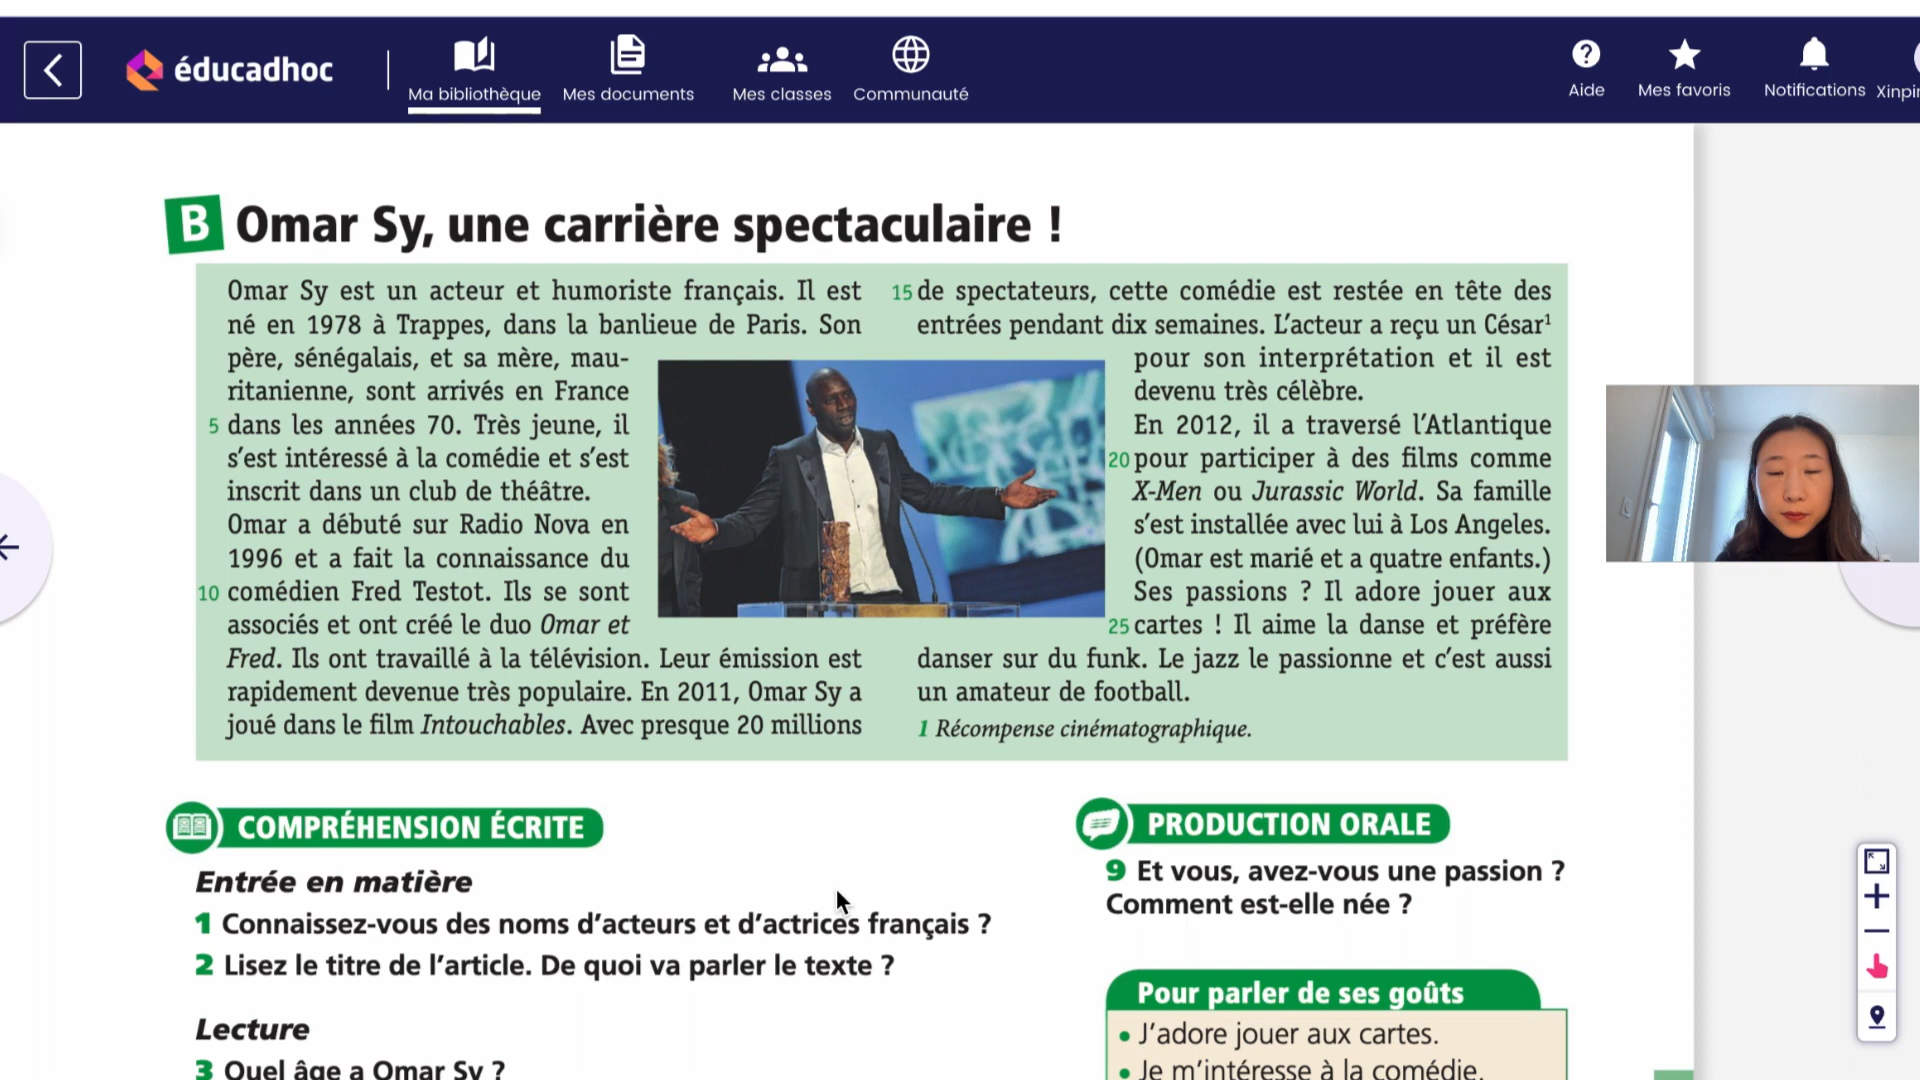 éducadhoc
Ma bibliothèque
Mes documents
Mes classes
Communauté
Aide
Mes favoris
Notifications
B Omar Sy, une carrière spectaculaire !
Omar Sy est un acteur et humoriste français. Il est
né en 1978 à Trappes, dans la banlieue de Paris. Son
père, sénégalais, et sa mère, mau-
ritanienne, sont arrivés en France
5 dans les années 70. Très jeune, il
s'est intéressé à la comédie et s'est
inscrit dans un club de théâtre.
Omar a débuté sur Radio Nova en
1996 et a fait la connaissance du
10 comédien Fred Testot. Ils se sont
associés et ont créé le duo Omar et
Fred. Ils ont travaillé à la télévision. Leur émission est
rapidement devenue très populaire. En 2011, Omar Sy a
joué dans le film Intouchables. Avec presque 20 millions
15 de spectateurs, cette comédie est restée en tête des
entrées pendant dix semaines. L'acteur a reçu un César¹
pour son interprétation et il est
devenu très célèbre.
En 2012, il a traversé l'Atlantique
20 pour participer à des films comme
X-Men ou Jurassic World. Sa famille
s'est installée avec lui à Los Angeles.
(Omar est marié et a quatre enfants.)
Ses passions ? Il adore jouer aux
25 cartes ! Il aime la danse et préfère
danser sur du funk. Le jazz le passionne et c'est aussi
un amateur de football.
1 Récompense cinématographique.
COMPRÉHENSION ÉCRITE
Entrée en matière
1 Connaissez-vous des noms d'acteurs et d'actrices français ?
2 Lisez le titre de l'article. De quoi va parler le texte ?
Lecture
3 Quel âge a Omar Sy ?
PRODUCTION ORALE
9 Et vous, avez-vous une passion ?
Comment est-elle née ?
Pour parler de ses goûts
• J'adore jouer aux cartes.
• Je m'intéresse à la comédie.